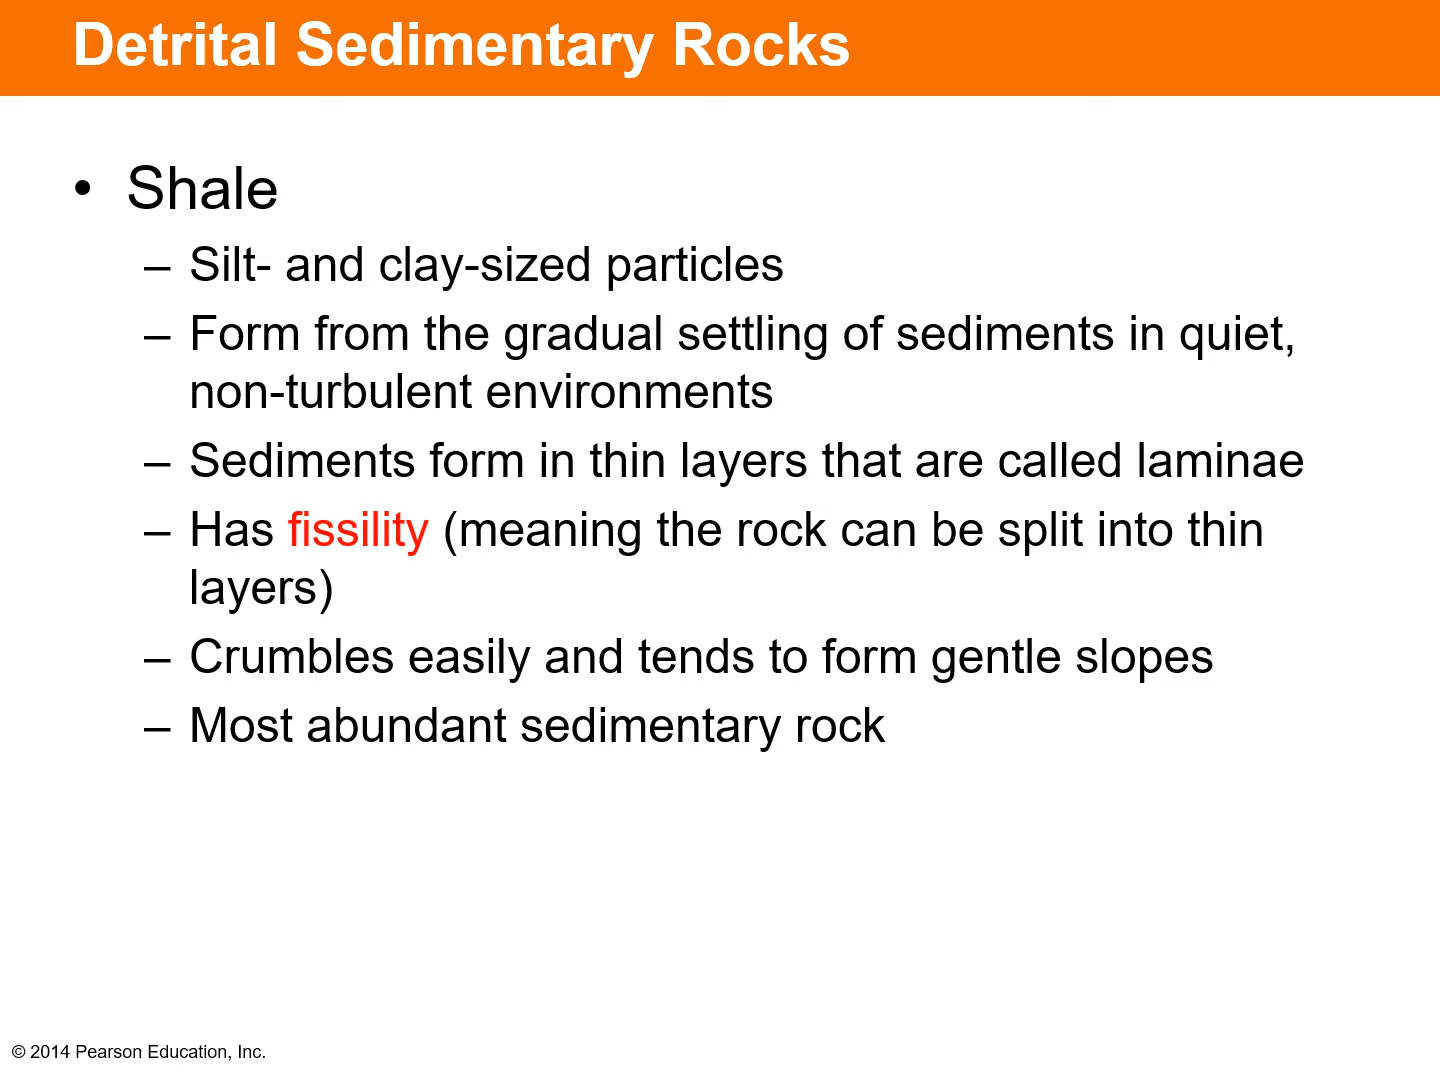 Detrital Sedimentary Rocks
• Shale
– Silt- and clay-sized particles
– Form from the gradual settling of sediments in quiet,
non-turbulent environments
– Sediments form in thin layers that are called laminae
– Has fissility (meaning the rock can be split into thin
layers)
– Crumbles easily and tends to form gentle slopes
– Most abundant sedimentary rock
© 2014 Pearson Education, Inc.